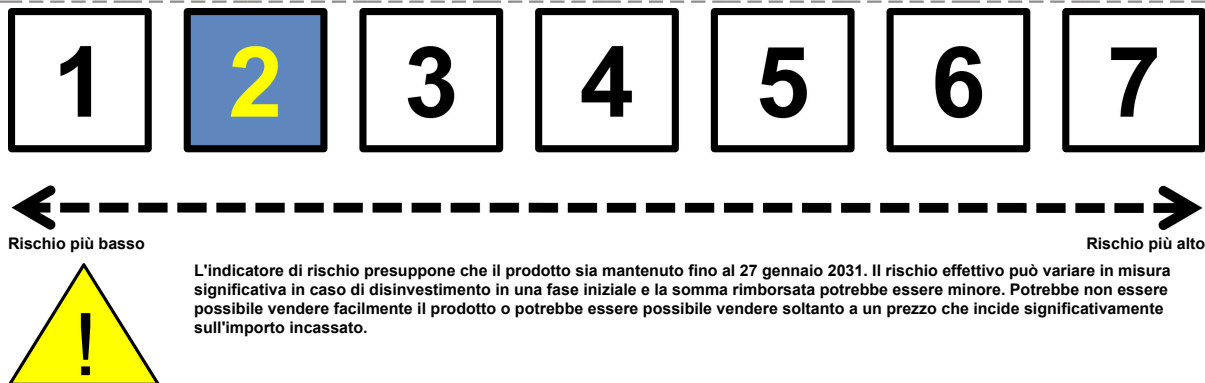 1 2 3 4 5 6 7
Rischio più basso Rischio più alto
L'indicatore di rischio presuppone che il prodotto sia mantenuto fino al 27 gennaio 2031. Il rischio effettivo può variare in misura
significativa in caso di disinvestimento in una fase iniziale e la somma rimborsata potrebbe essere minore. Potrebbe non essere
possibile vendere facilmente il prodotto o potrebbe essere possibile vendere soltanto a un prezzo che incide significativamente
sull'importo incassato.
!